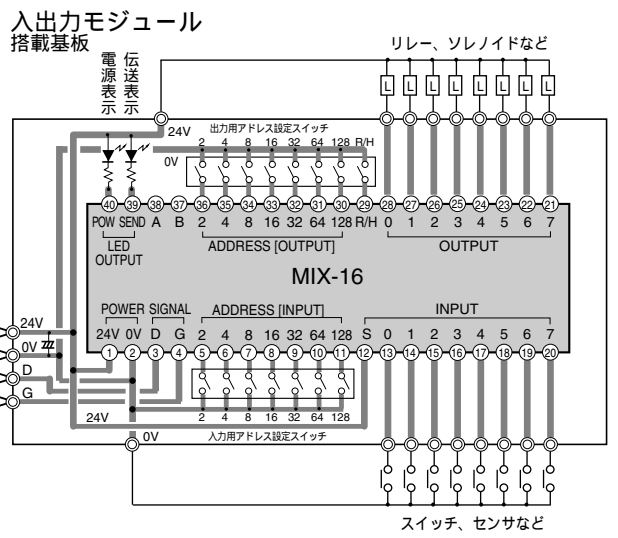 入出力モジュール
搭載基板
電源表示
伝送表示
リレー、ソレノイドなど
L L L L L L L L
24V
出力用アドレス設定スイッチ
2 4 8 16 32 64 128 R/H
0V
40 39 38 37 36 35 34 33 32 31 30 29 28 27 26 25 24 23 22 21
POW SEND A B 2 4 8 16 32 64 128 R/H 0 1 2 3 4 5 6 7
LED OUTPUT
ADDRESS [OUTPUT]
OUTPUT
MIX-16
POWER SIGNAL ADDRESS [INPUT] INPUT
24V 0V D G 2 4 8 16 32 64 128 S 0 1 2 3 4 5 6 7
1 2 3 4 5 6 7 8 9 10 11 12 13 14 15 16 17 18 19 20
24V
0V
D
G
24V
2 4 8 16 32 64 128
0V
入力用アドレス設定スイッチ
スイッチ、センサなど